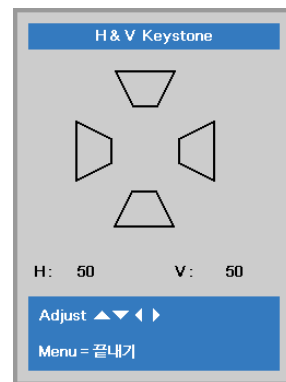 H & V Keystone
H: 50 V: 50
Adjust ▲▼◀▶
Menu = 끝내기